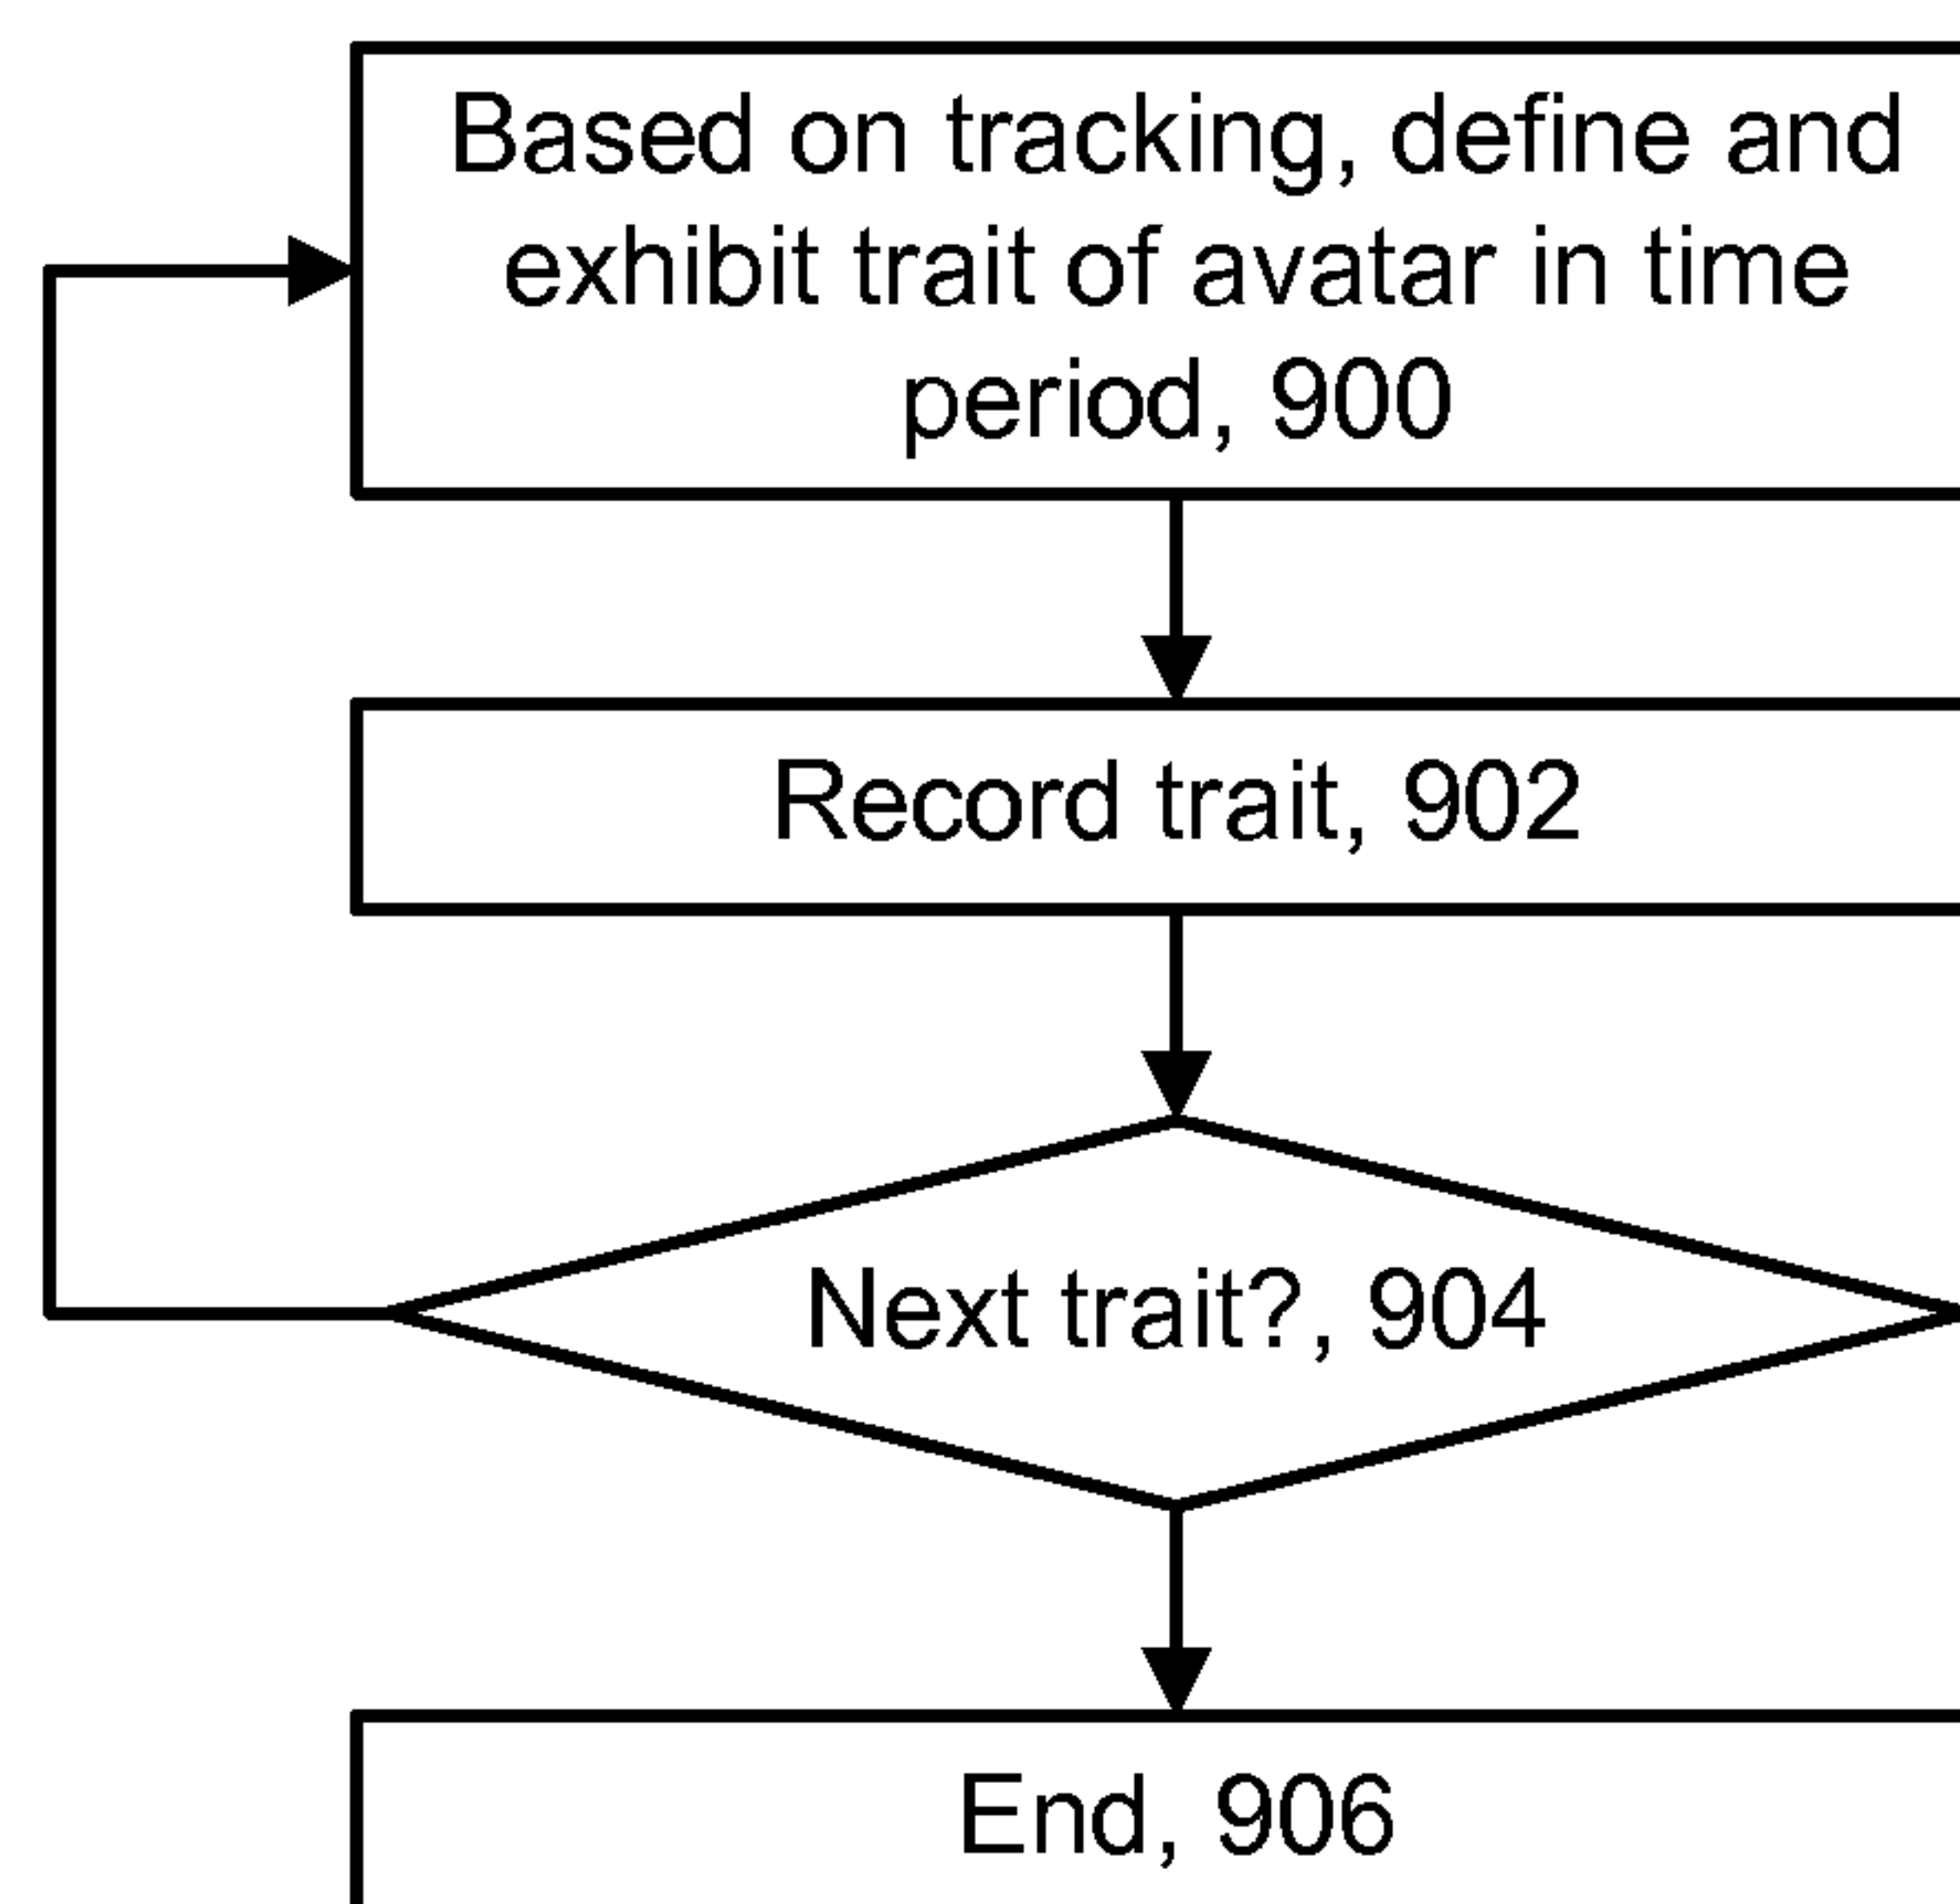 Based on tracking, define and
exhibit trait of avatar in time
period, 900
Record trait, 902
Next trait?, 904
End, 906